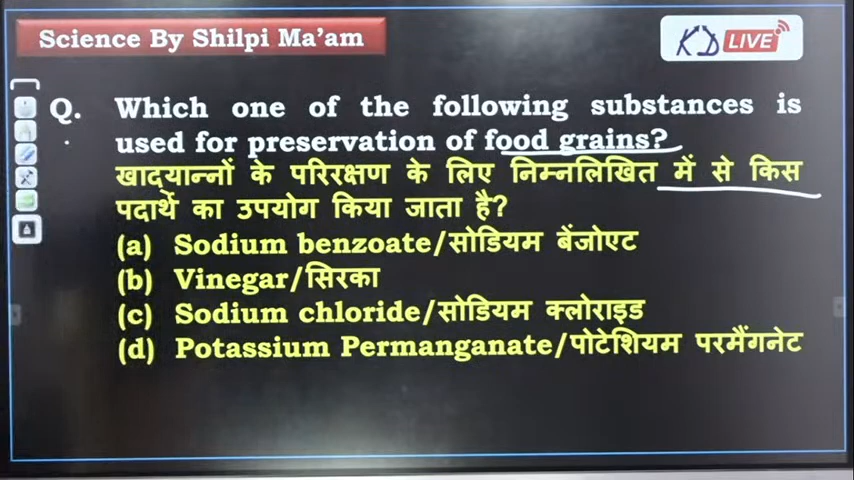 Science By Shilpi Ma'am
KD LIVE
Q. Which one of the following substances is
used for preservation of food grains?
खाद्यान्नों के परिरक्षण के लिए निम्नलिखित में से किस
पदार्थ का उपयोग किया जाता है?
(a) Sodium benzoate/सोडियम बेंजोएट
(b) Vinegar/सिरका
(c) Sodium chloride/सोडियम क्लोराइड
(d) Potassium Permanganate/पोटेशियम परमैंगनेट